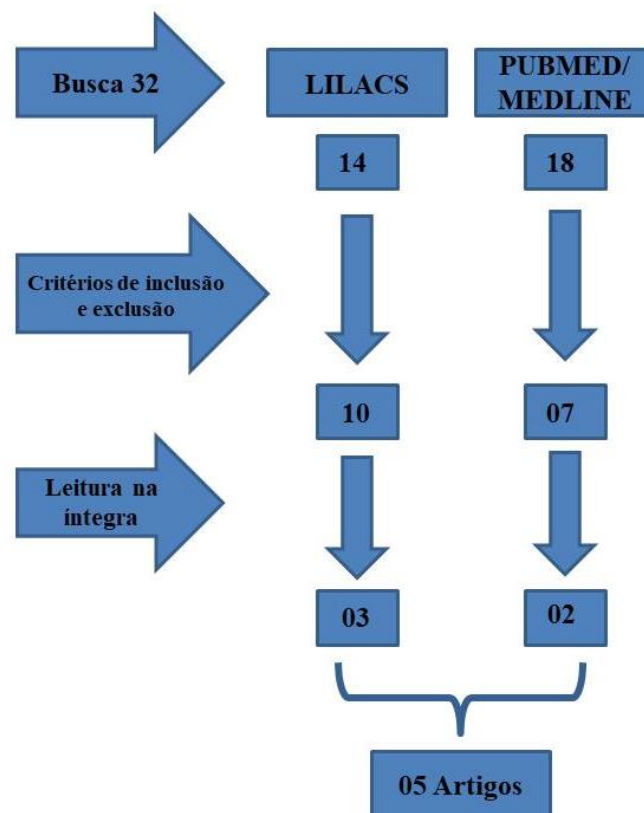 Busca 32
LILACS
PUBMED/
MEDLINE
14
18
Critérios de inclusão
e exclusão
10
07
Leitura na
íntegra
03
02
05 Artigos